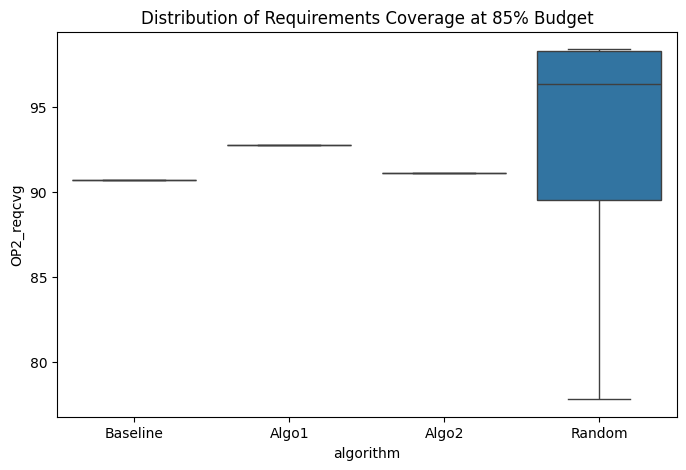 Distribution of Requirements Coverage at 85% Budget
OP2_reqcvg
95
90
85
80
Baseline
Algo1
Algo2
Random
algorithm